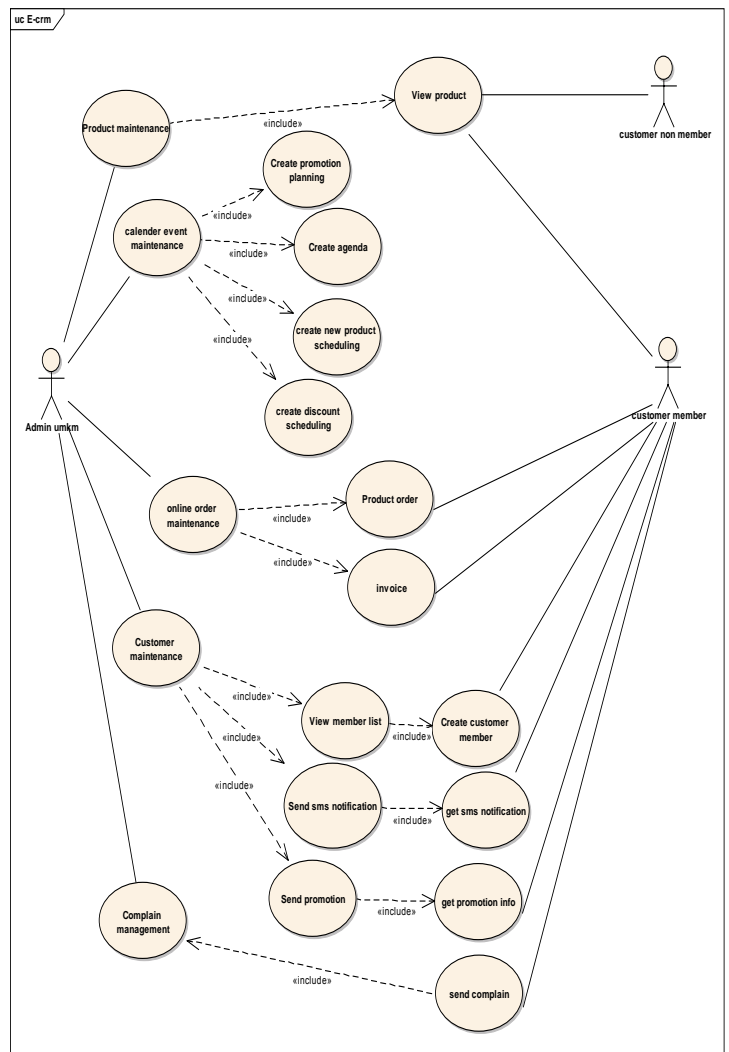 uc E-crm
View product
customer non member
Product maintenance
«include»
Create promotion
planning
«include»
calender event
maintenance
Create agenda
«include»
«include»
create new product
scheduling
«include»
create discount
scheduling
Admin umkm
customer member
online order
maintenance
Product order
«include»
«include»
invoice
Customer
maintenance
«include»
View member list
«include»
Create customer
member
«include»
Send sms notification
«include»
get sms notification
«include»
Send promotion
«include»
get promotion info
Complain
management
«include»
send complain